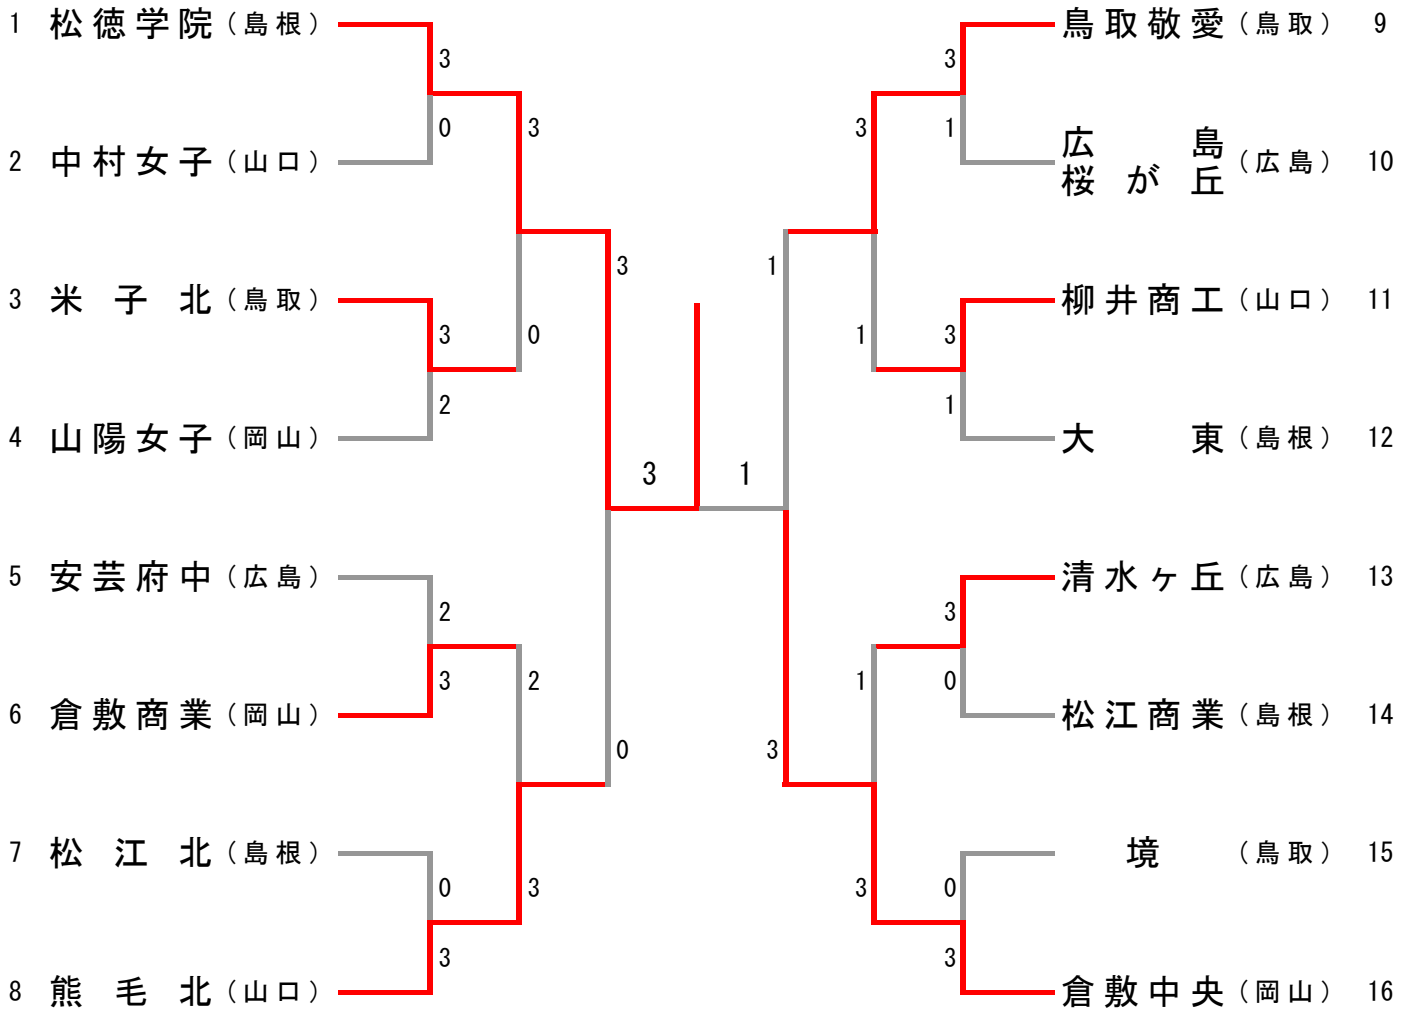 1 松徳学院（島根）
3
0
2 中村女子（山口）
3
3 米子北（鳥取）
3
2
0
4 山陽女子（岡山）
3
5 安芸府中（広島）
2
3
6 倉敷商業（岡山）
2
7 松江北（島根）
0
3
3
8 熊毛北（山口）
0
3 1
鳥取敬愛（鳥取） 9
3
1
広島
桜が丘（広島） 10
3
柳井商工（山口） 11
3
1
1
大東（島根） 12
1
清水ヶ丘（広島） 13
3
0
松江商業（島根） 14
1
境（鳥取） 15
0
3
3
倉敷中央（岡山） 16
3